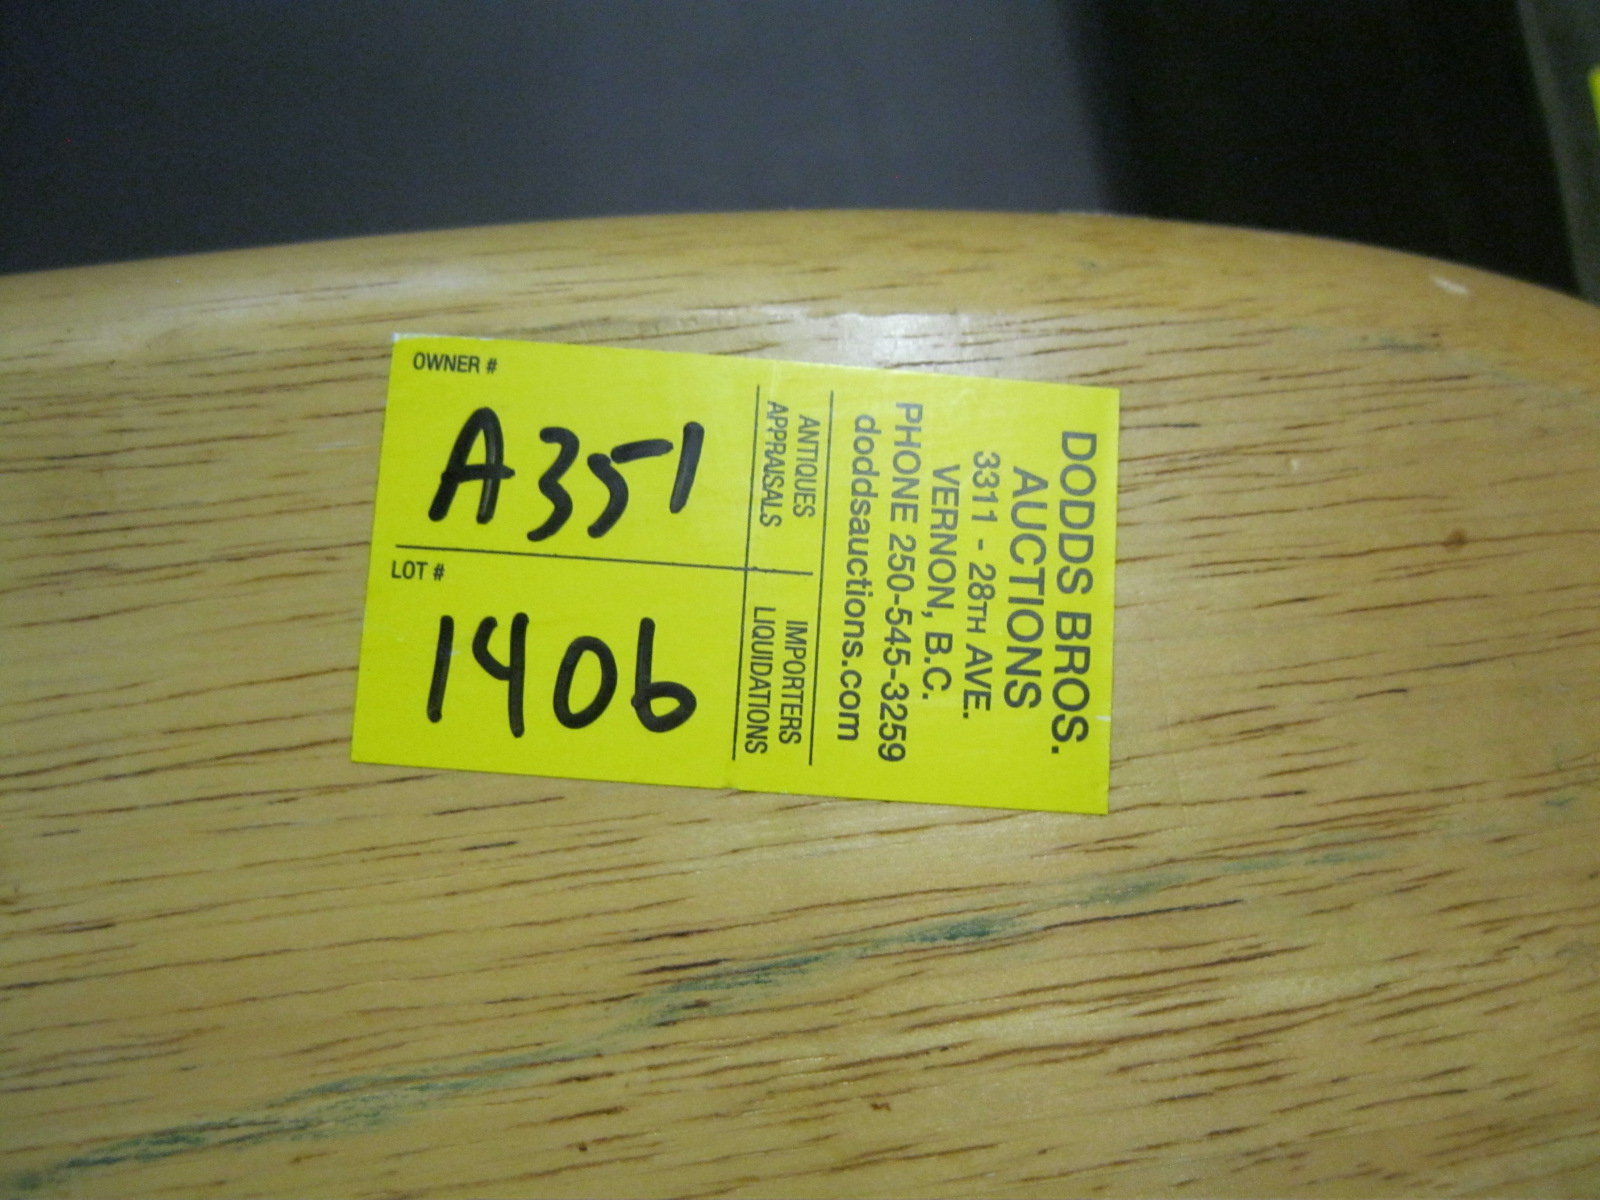 DODDS BROS.
AUCTIONS
3311 - 28TH AVE.
VERNON, B.C.
PHONE 250-545-3259
doddsauctions.com
ANTIQUES IMPORTERS
APPRAISALS LIQUIDATIONS
OWNER #
A351
LOT #
1406